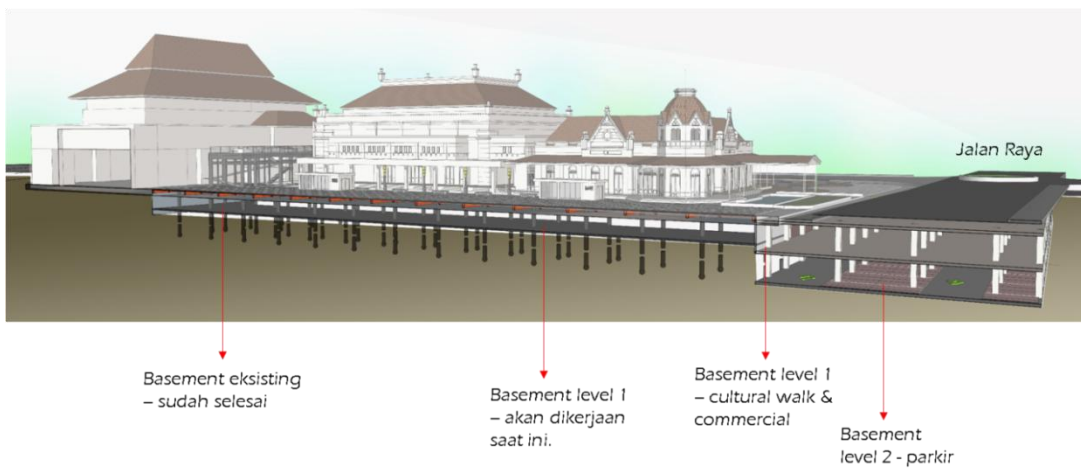 Jalan Raya
Basement eksisting
– sudah selesai
Basement level 1
– akan dikerjaan
saat ini.
Basement level 1
– cultural walk &
commercial
Basement
level 2 - parkir